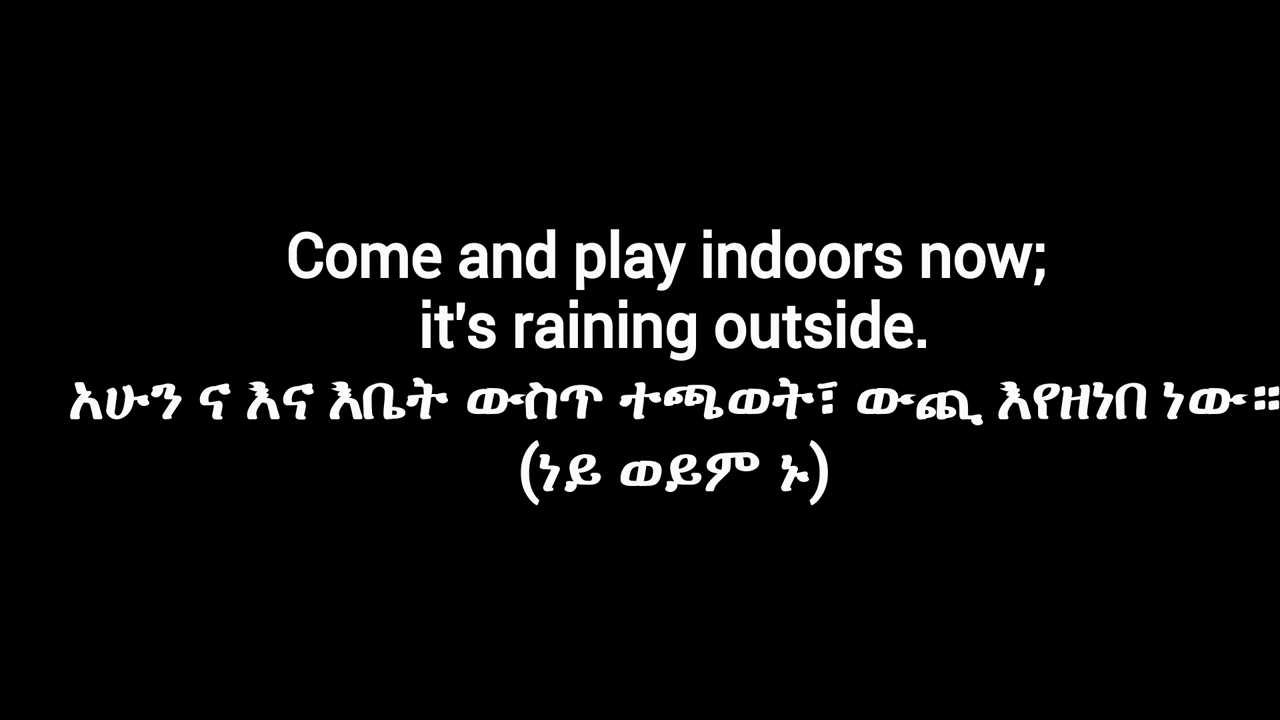 Come and play indoors now;
it's raining outside.
አሁን ና እና እቤት ውስጥ ተጫወት፣ ውጪ እየዘነበ ነው።
(ነይ ወይም ኑ)